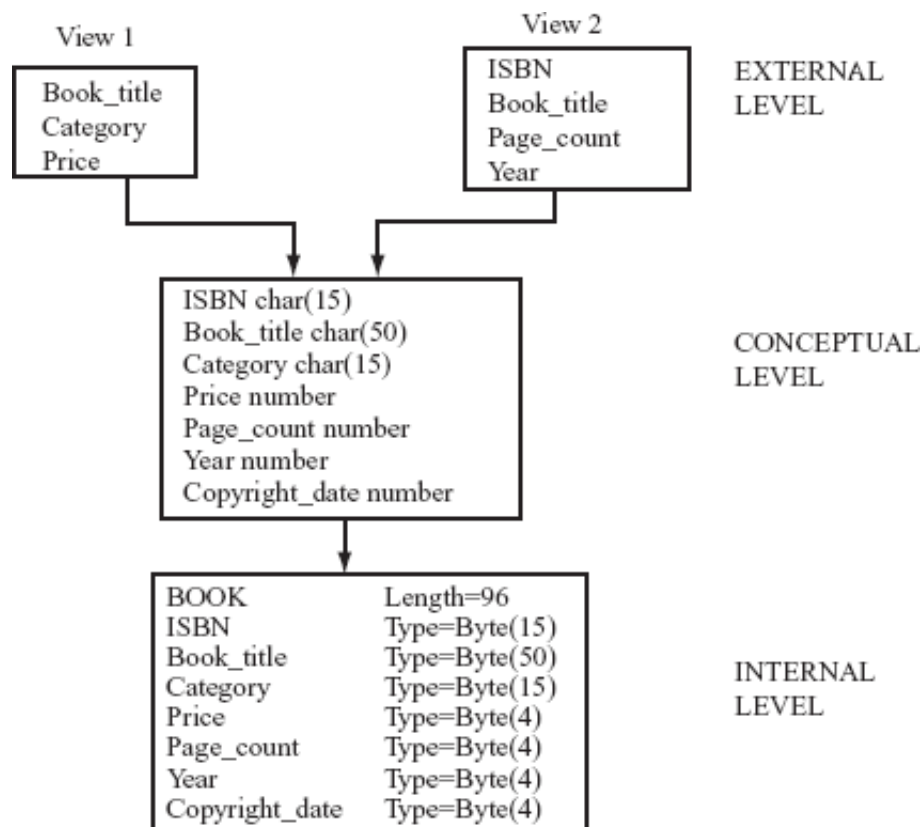 View 1
Book_title
Category
Price
View 2
ISBN
Book_title
Page_count
Year
EXTERNAL
LEVEL
ISBN char(15)
Book_title char(50)
Category char(15)
Price number
Page_count number
Year number
Copyright_date number
CONCEPTUAL
LEVEL
BOOK Length=96
ISBN Type=Byte(15)
Book_title Type=Byte(50)
Category Type=Byte(15)
Price Type=Byte(4)
Page_count Type=Byte(4)
Year Type=Byte(4)
Copyright_date Type=Byte(4)
INTERNAL
LEVEL